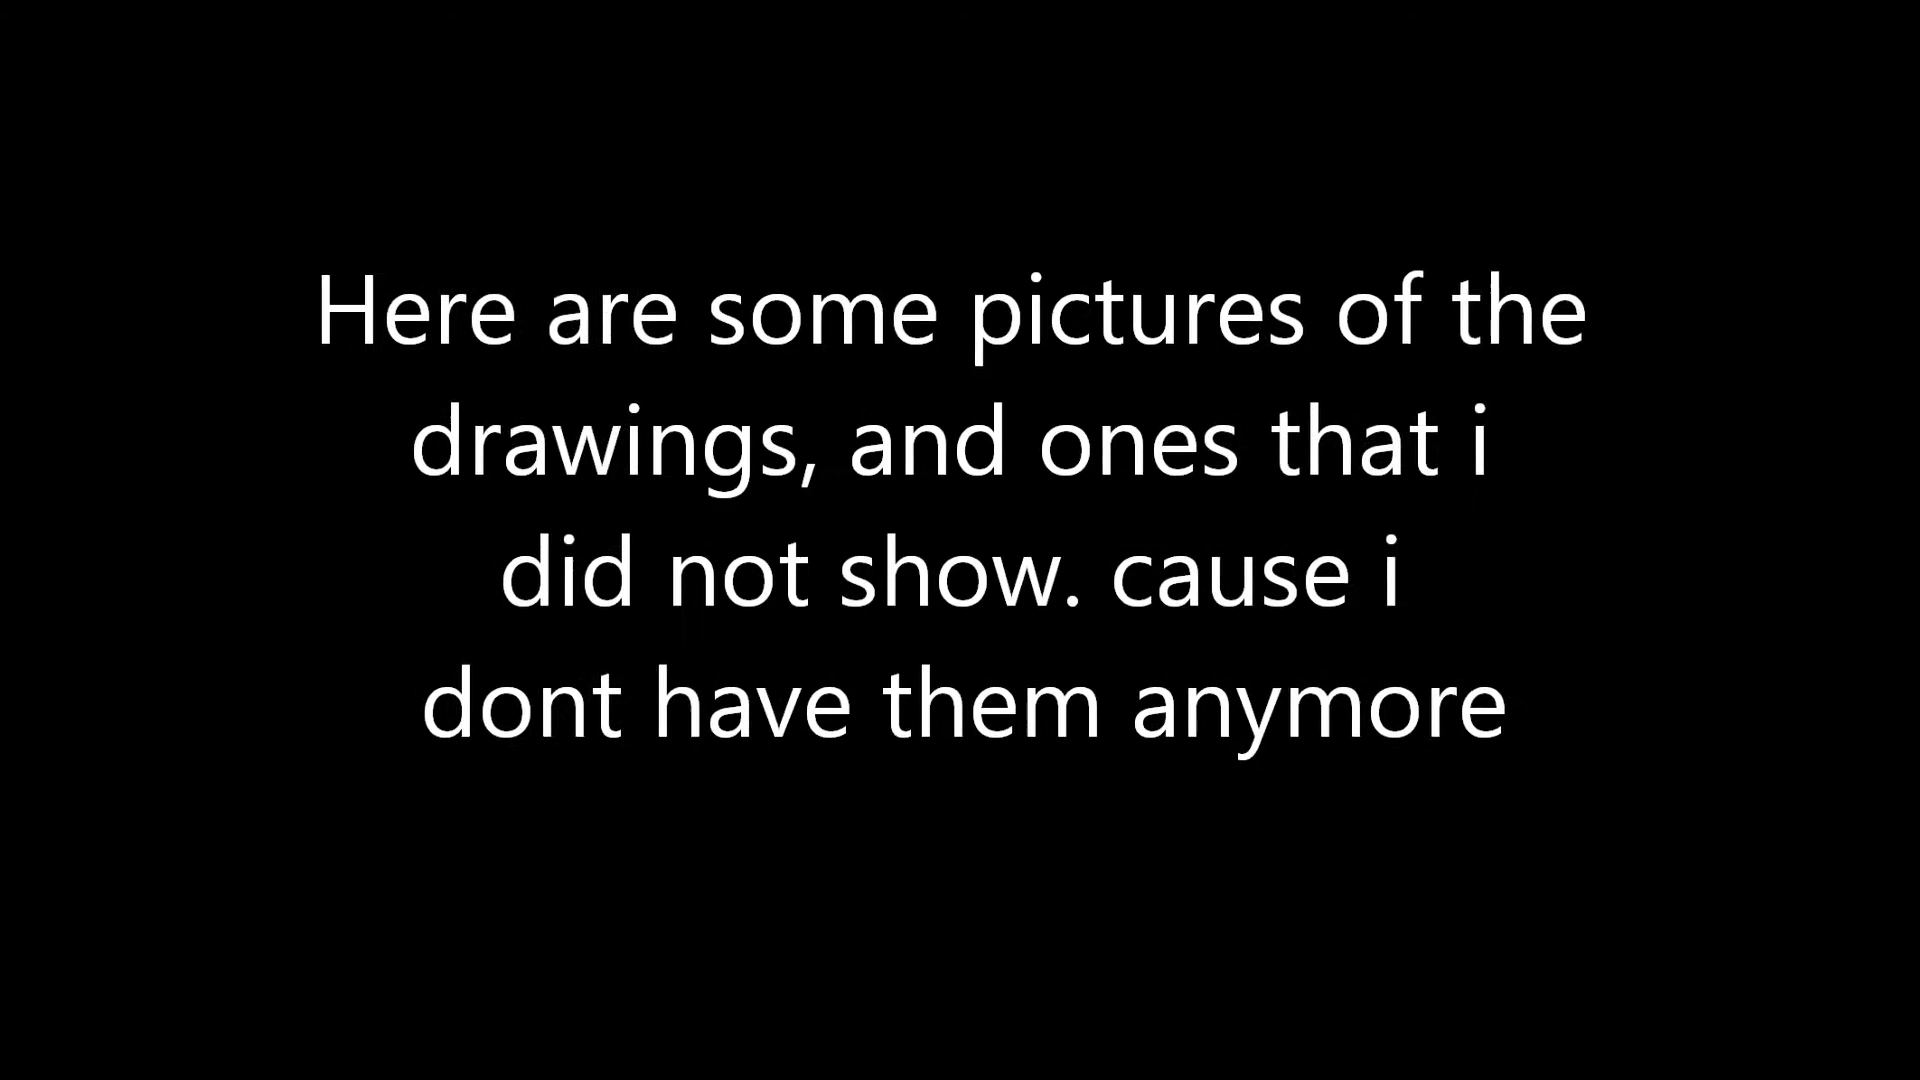 Here are some pictures of the
drawings, and ones that i
did not show. cause i
dont have them anymore